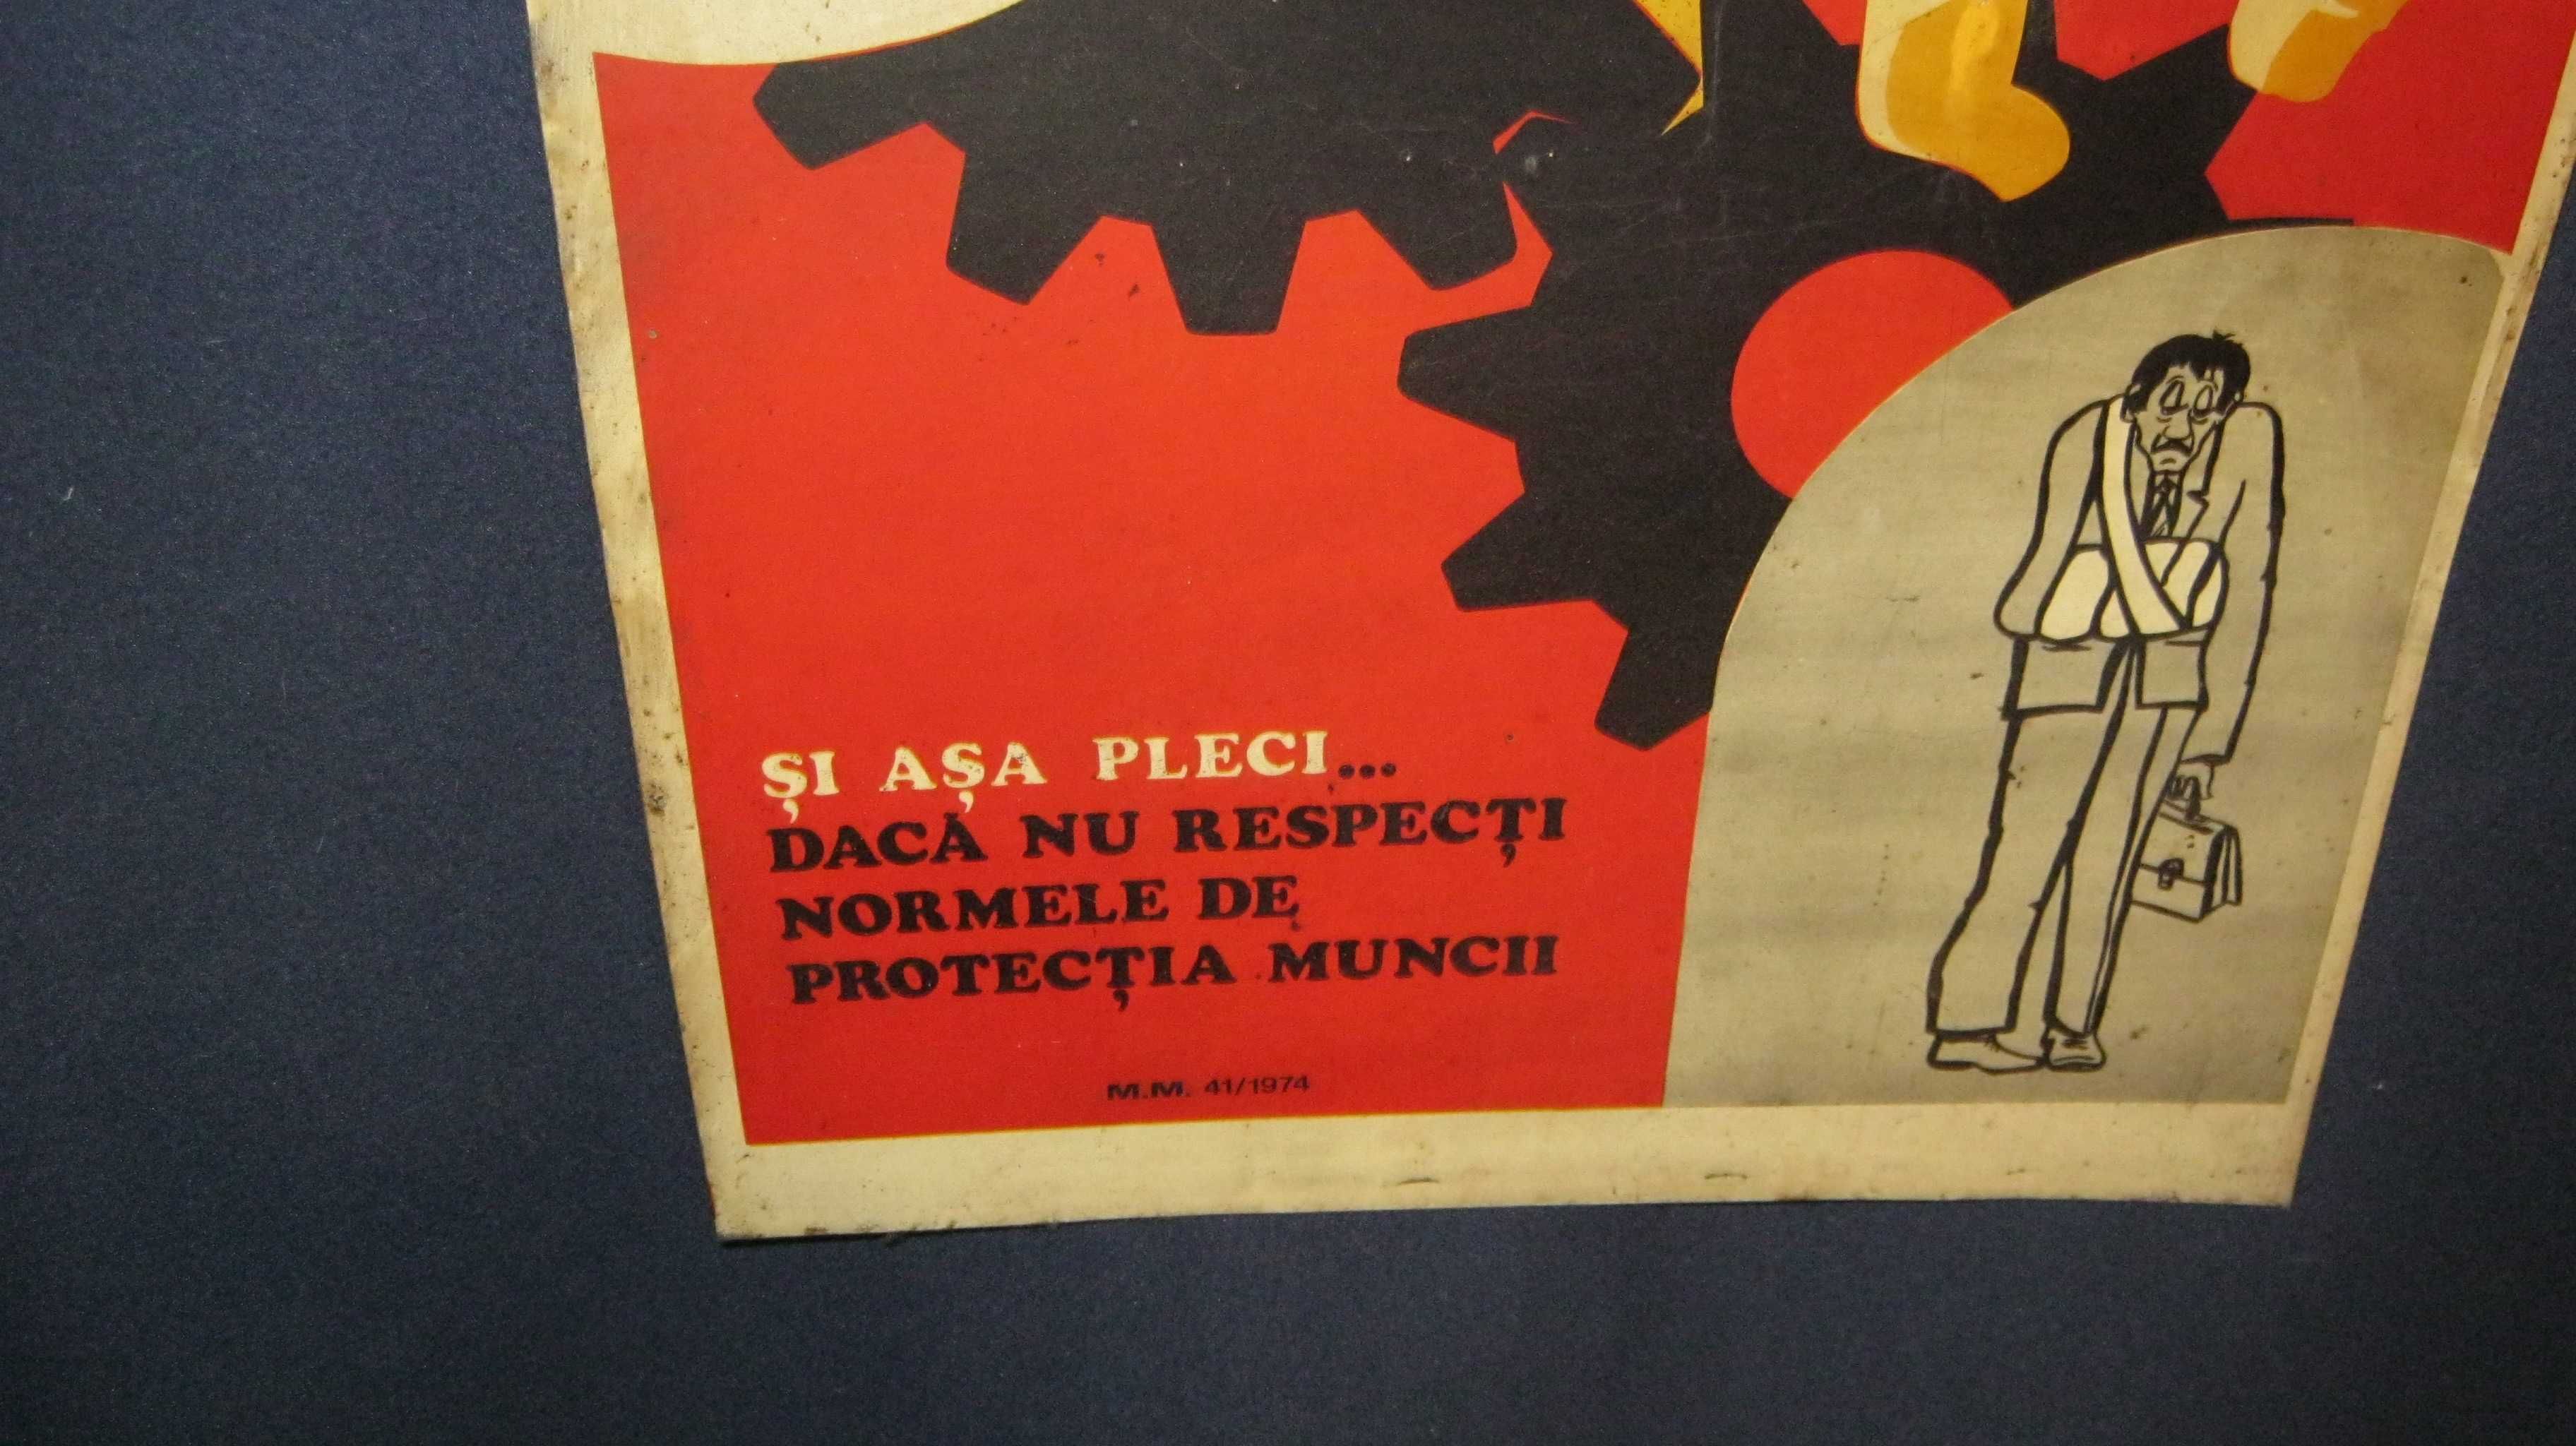 ȘI AȘA PLECI...
DACĂ NU RESPECȚI
NORMELE DE
PROTECȚIA MUNCII
M.M. 41/1974